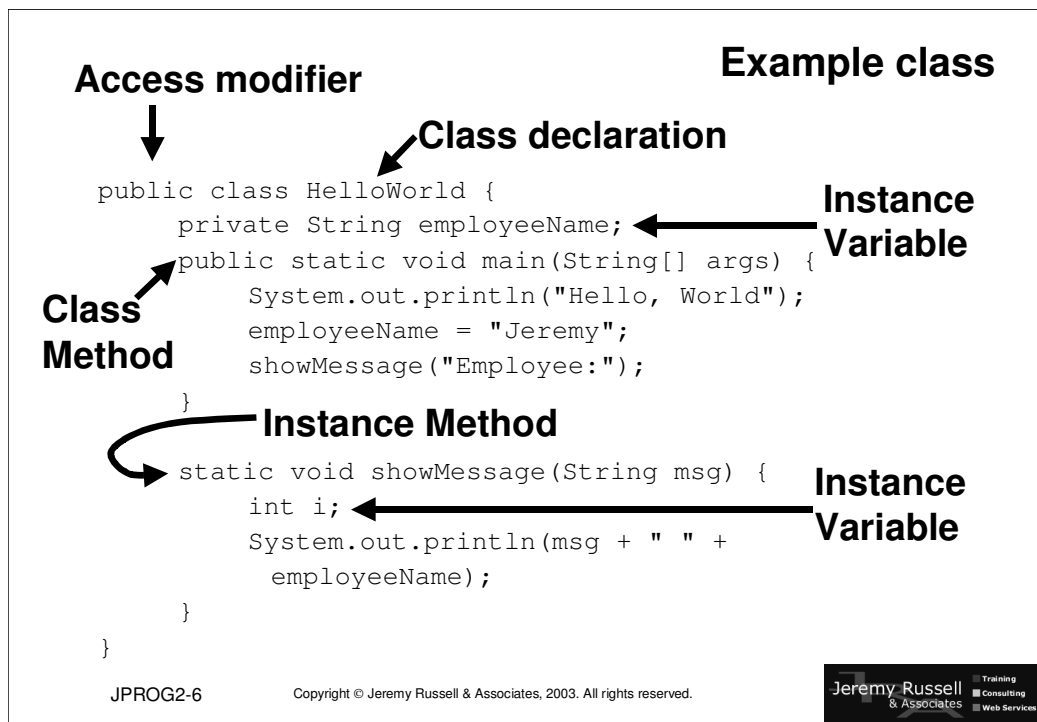 Example class
Access modifier
Class declaration
public class HelloWorld {
private String employeeName;
Instance
Variable
public static void main(String[] args) {
Class
Method
System.out.println("Hello, World");
employeeName = "Jeremy";
showMessage("Employee:");
}
Instance Method
static void showMessage(String msg) {
int i;
Instance
Variable
System.out.println(msg + " " +
employeeName);
}
}
JPROG2-6
Copyright © Jeremy Russell & Associates, 2003. All rights reserved.
Jeremy Russell
& Associates
Training
Consulting
Web Services